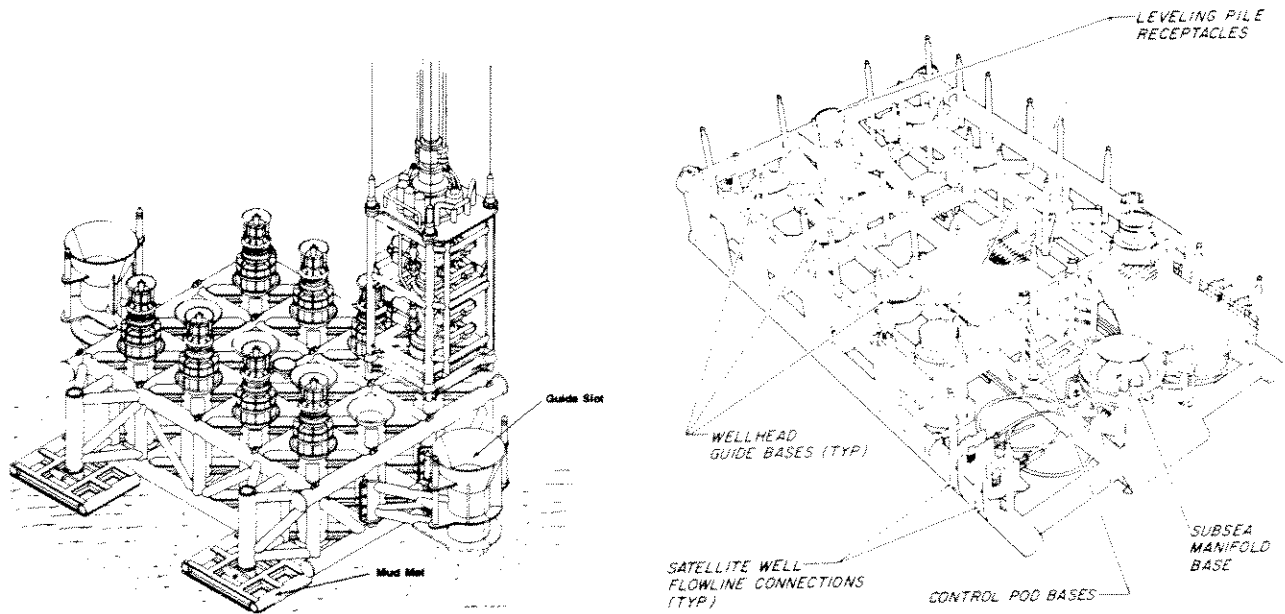 Guide Slot
Mud Mat
LEVELING PILE
RECEPTACLES
WELLHEAD
GUIDE BASES (TYP)
SATELLITE WELL
FLOWLINE CONNECTIONS
(TYP)
CONTROL POD BASES
SUBSEA
MANIFOLD
BASE